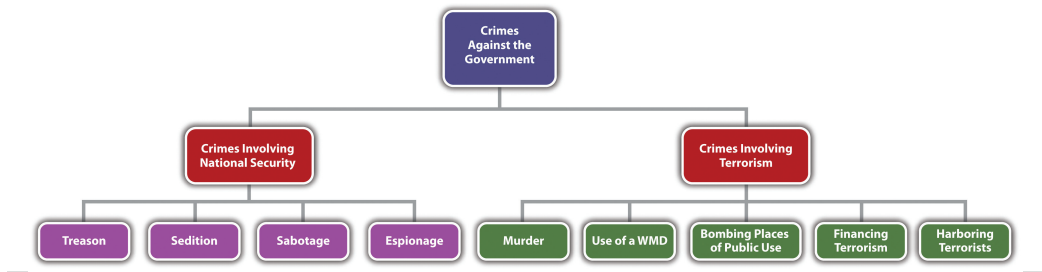 Crimes
Against the
Government
Crimes Involving
National Security
Crimes Involving
Terrorism
Treason
Sedition
Sabotage
Espionage
Murder
Use of a WMD
Bombing Places
of Public Use
Financing
Terrorism
Harboring
Terrorists